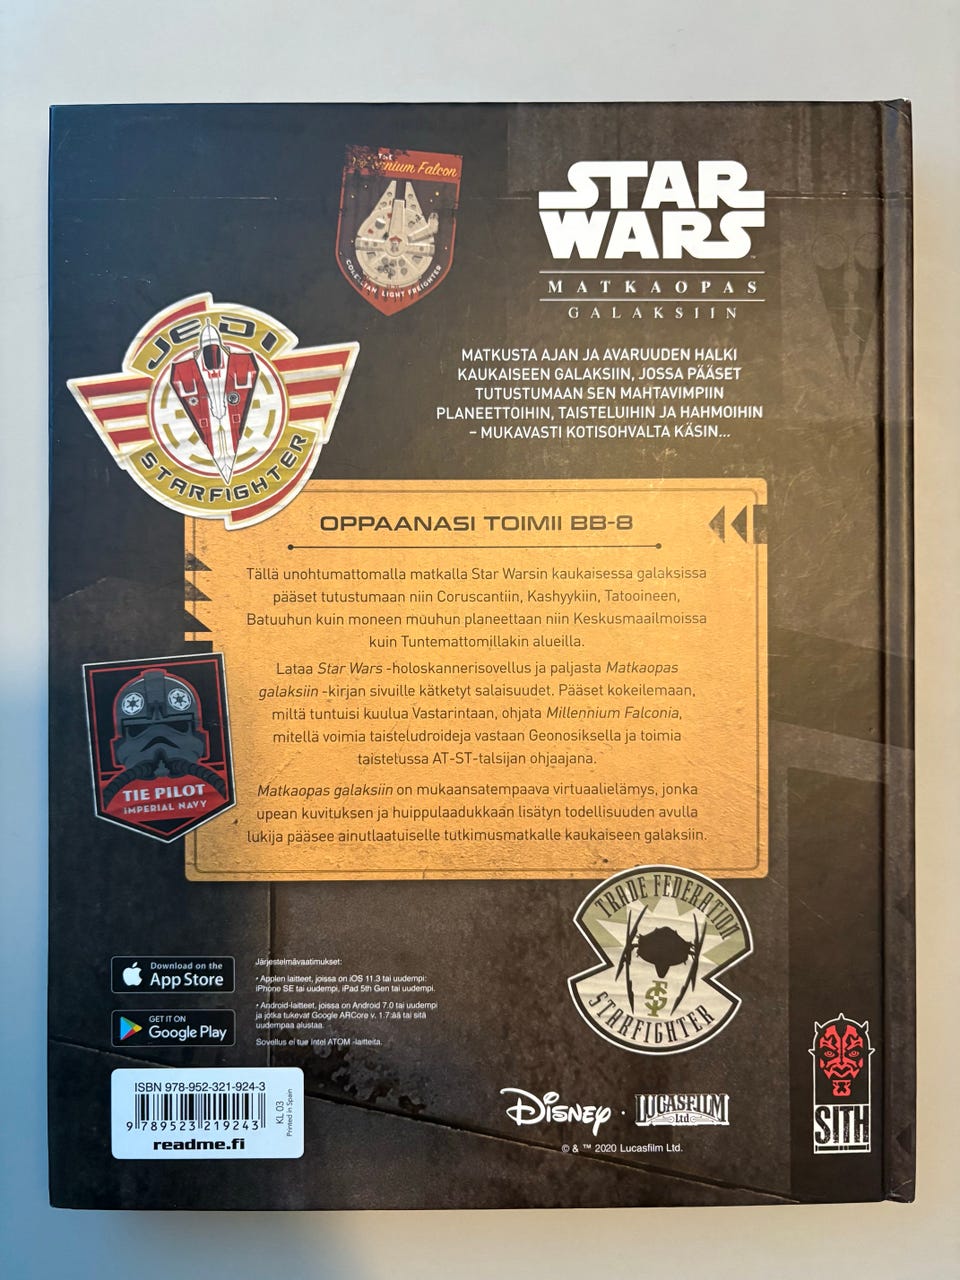 THE
Millennium Falcon
CORELLIAN LIGHT FREIGHTER
STAR
WARS™
MATKAOPAS
GALAKSIIN
JEDI
STARFIGHTER
MATKUSTA AJAN JA AVARUUDEN HALKI
KAUKAISEEN GALAKSIIN, JOSSA PÄÄSET
TUTUSTUMAAN SEN MAHTAVIMPIIN
PLANEETTOIHIN, TAISTELUIHIN JA HAHMOIHIN
– MUKAVASTI KOTISOHVALTA KÄSIN...
OPPAANASI TOIMII BB-8
Tällä unohtumattomalla matkalla Star Warsin kaukaisessa galaksissa
pääset tutustumaan niin Coruscantiin, Kashyykiin, Tatooineen,
Batuuhun kuin moneen muuhun planeettaan niin Keskusmaailmoissa
kuin Tuntemattomillakin alueilla.
Lataa Star Wars -holoskannerisovellus ja paljasta Matkaopas
galaksiin -kirjan sivuille kätketyt salaisuudet. Pääset kokeilemaan,
miltä tuntuisi kuulua Vastarintaan, ohjata Millennium Falconia,
mitellä voimia taisteludroideja vastaan Geonosiksella ja toimia
taistelussa AT-ST-talsijan ohjaajana.
Matkaopas galaksiin on mukaansatempaava virtuaalielämys, jonka
upean kuvituksen ja huippulaadukkaan lisätyn todellisuuden avulla
lukija pääsee ainutlaatuiselle tutkimusmatkalle kaukaiseen galaksiin.
TIE PILOT
IMPERIAL NAVY
TRADE FEDERATION
STARFIGHTER
Download on the
App Store
GET IT ON
Google Play
Järjestelmävaatimukset:
• Applen laitteet, joissa on iOS 11.3 tai uudempi:
iPhone SE tai uudempi, iPad 5th Gen tai uudempi.
• Android-laitteet, joissa on Android 7.0 tai uudempi
ja jotka tukevat Google ARCore v. 1.7:ää tai sitä
uudempaa alustaa.
Sovellus ei tue Intel ATOM -laitteita.
ISBN 978-952-321-924-3
9 789523 219243
readme.fi
KL 03
Printed in Spain
Disney · LUCASFILM
Ltd
© & ™ 2020 Lucasfilm Ltd.
SITH